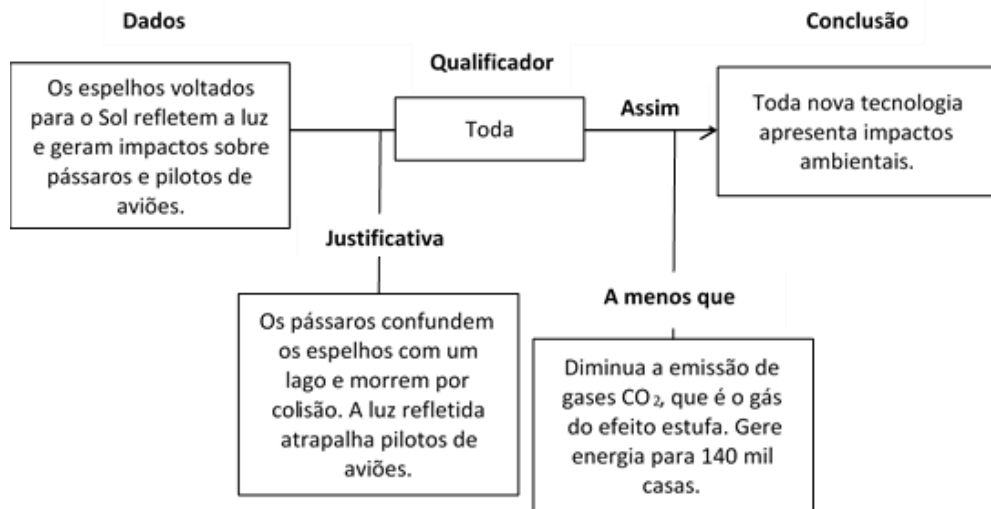 Dados
Conclusão
Qualificador
Os espelhos voltados
para o Sol refletem a luz
e geram impactos sobre
pássaros e pilotos de
aviões.
Toda
Assim
Toda nova tecnologia
apresenta impactos
ambientais.
Justificativa
Os pássaros confundem
os espelhos com um
lago e morrem por
colisão. A luz refletida
atrapalha pilotos de
aviões.
A menos que
Diminua a emissão de
gases CO₂, que é o gás
do efeito estufa. Gere
energia para 140 mil
casas.